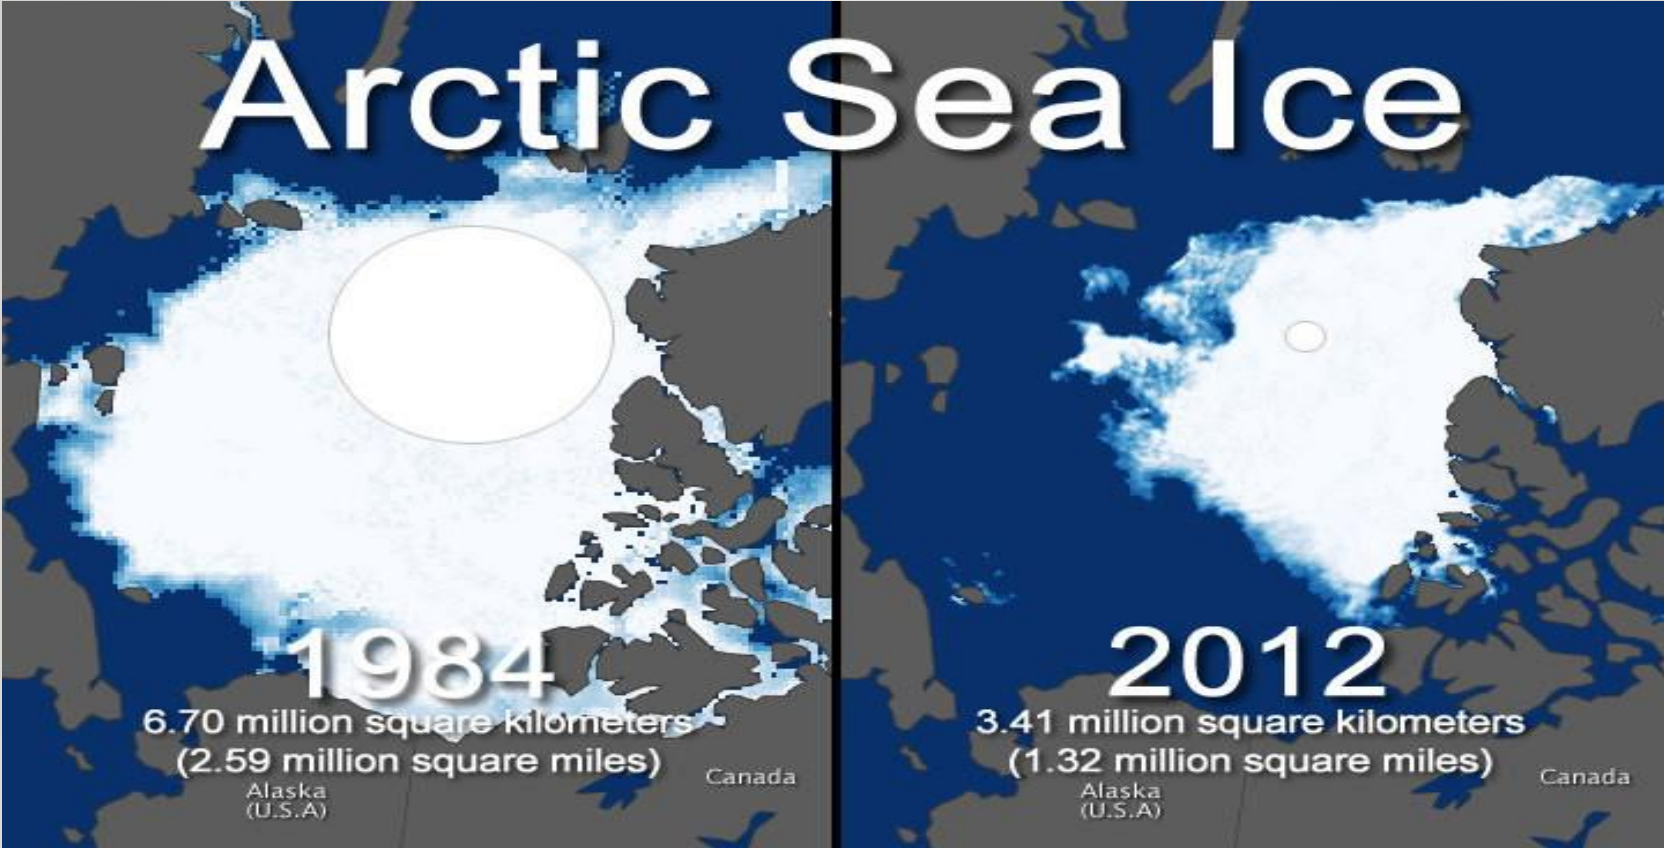 Arctic Sea Ice
1984
6.70 million square kilometers
(2.59 million square miles)
Canada
Alaska
(U.S.A)
2012
3.41 million square kilometers
(1.32 million square miles)
Canada
Alaska
(U.S.A)